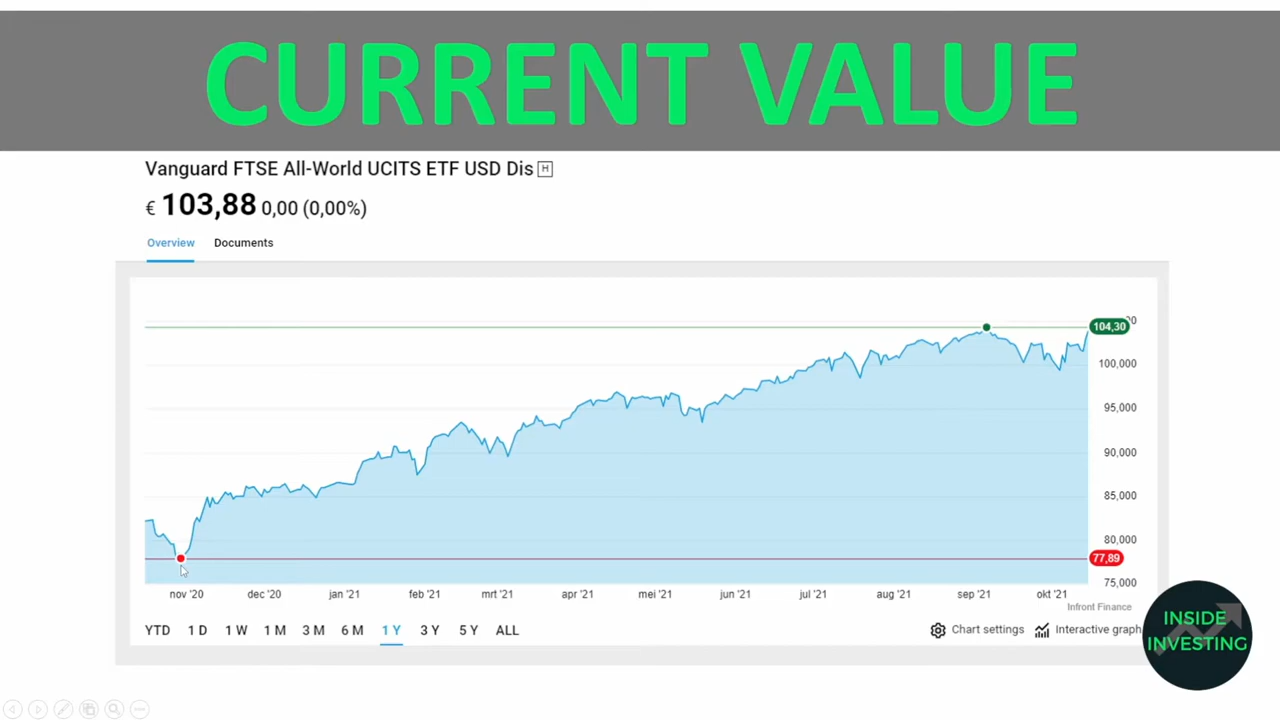 CURRENT VALUE
Vanguard FTSE All-World UCITS ETF USD Dis H
€ 103,88 0,00 (0,00%)
Overview Documents
104,30
100,000
95,000
90,000
85,000
80,000
77,89
75,000
nov '20 dec '20 jan '21 feb '21 mrt '21 apr '21 mei '21 jun '21 jul '21 aug '21 sep '21 okt '21
Infront Finance
YTD 1 D 1 W 1 M 3 M 6 M 1 Y 3 Y 5 Y ALL
Chart settings Interactive graph
INSIDE
INVESTING